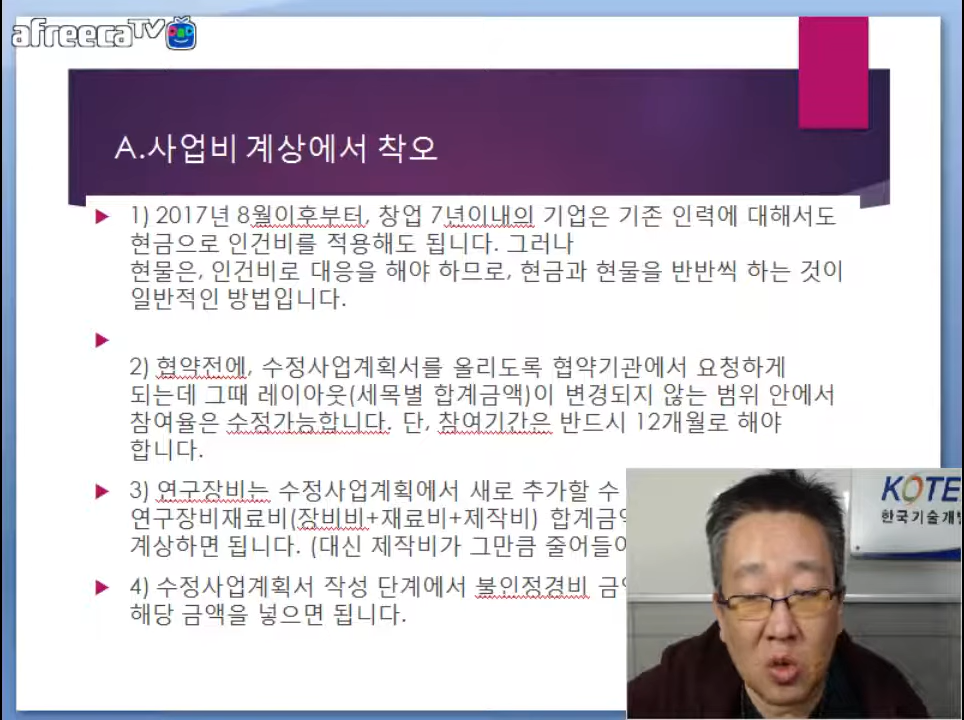 afreecaTV
A.사업비 계상에서 착오
1) 2017년 8월이후부터, 창업 7년이내의 기업은 기존 인력에 대해서도
현금으로 인건비를 적용해도 됩니다. 그러나
현물은, 인건비로 대응을 해야 하므로, 현금과 현물을 반반씩 하는 것이
일반적인 방법입니다.
2) 협약전에, 수정사업계획서를 올리도록 협약기관에서 요청하게
되는데 그때 레이아웃(세목별 합계금액)이 변경되지 않는 범위 안에서
참여율은 수정가능합니다. 단, 참여기간은 반드시 12개월로 해야
합니다.
3) 연구장비는 수정사업계획에서 새로 추가할 수
연구장비재료비(장비비+재료비+제작비) 합계금
계상하면 됩니다. (대신 제작비가 그만큼 줄어들
4) 수정사업계획서 작성 단계에서 불인정경비
해당 금액을 넣으면 됩니다.
KOTE
한국기술개